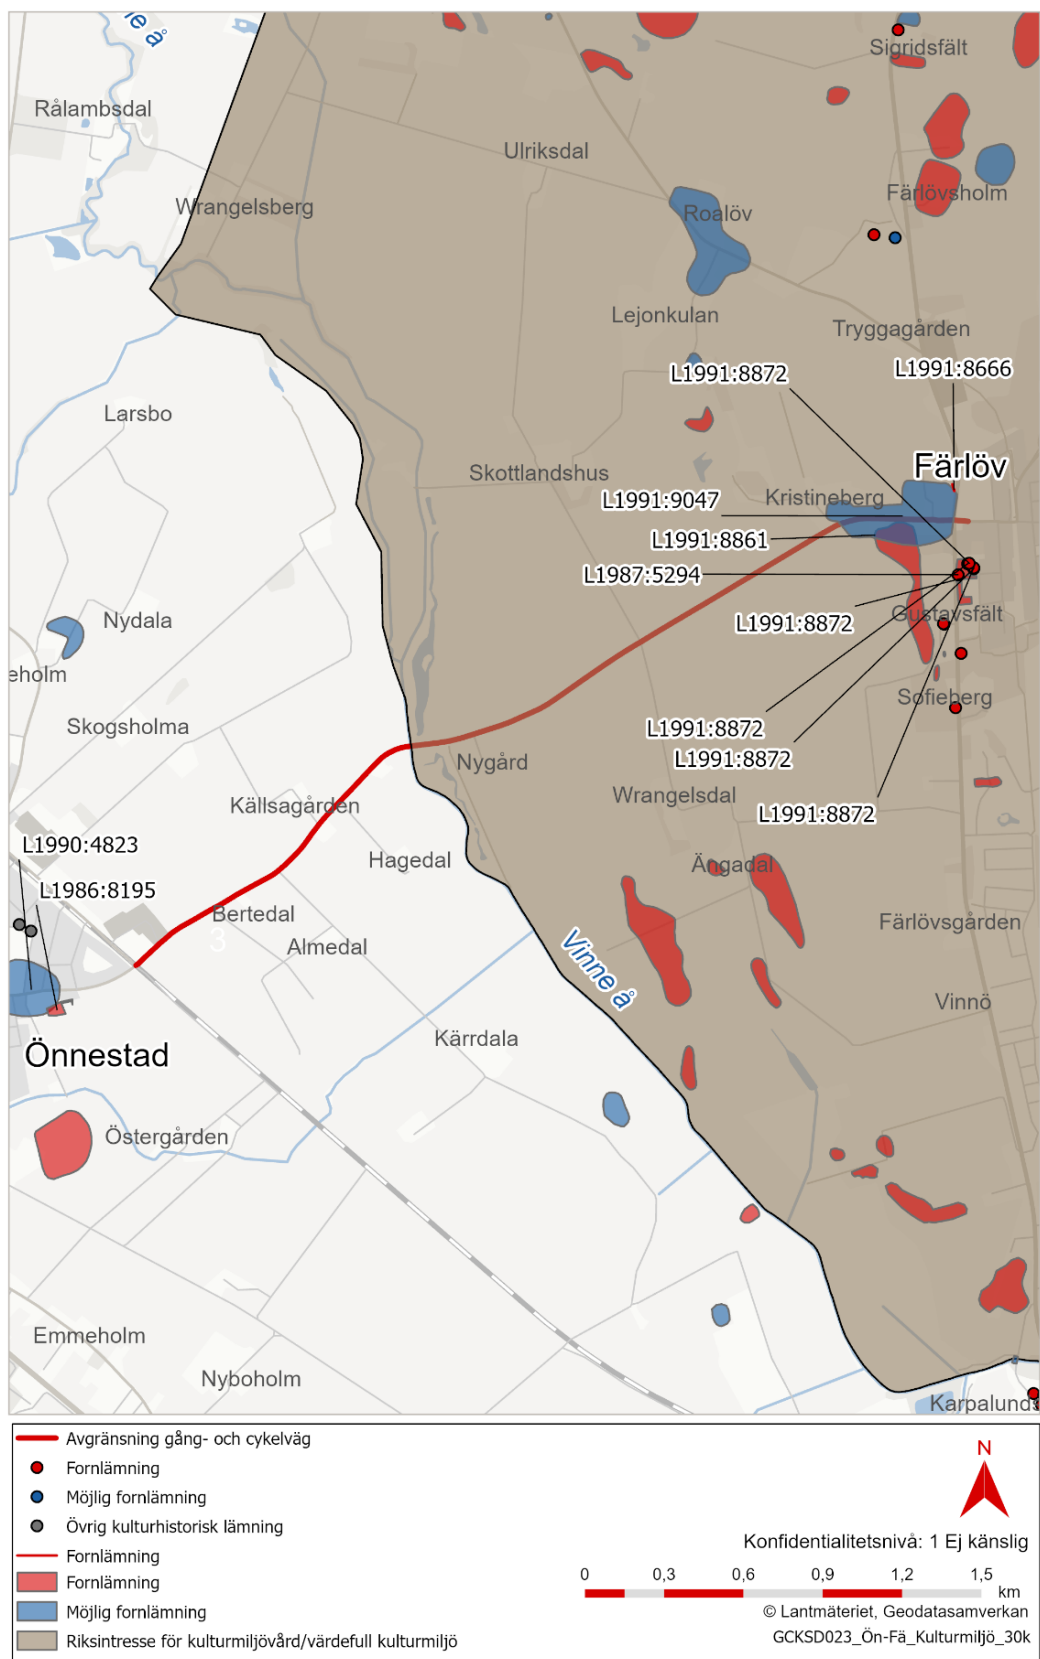 ne å
Sigridsfält
Rålambsdal
Ulriksdal
Färlövsholm
Wrangelsberg
Roalöv
Lejonkulan
Tryggagården
L1991:8872
L1991:8666
Larsbo
Färlöv
Skottlandshus
Kristineberg
L1991:9047
L1991:8861
L1987:5294
Nydala
L1991:8872
Gustavsfält
eholm
Sofieberg
Skogsholma
L1991:8872
L1991:8872
Nygård
Wrangelsdal
Källsagården
L1991:8872
L1990:4823
Hagedal
Ängadal
L1986:8195
Bertedal
3
Almedal
Färlövsgården
Vinne å
Vinnö
Kärrdala
Önnestad
Östergården
Emmeholm
Nyboholm
Karpalunds
Avgränsning gång- och cykelväg
Fornlämning
Möjlig fornlämning
Övrig kulturhistorisk lämning
Fornlämning
Fornlämning
Möjlig fornlämning
Riksintresse för kulturmiljövård/värdefull kulturmiljö
N
Konfidentialitetsnivå: 1 Ej känslig
0 0,3 0,6 0,9 1,2 1,5
km
© Lantmäteriet, Geodatasamverkan
GCKSD023_Ön-Fä_Kulturmiljö_30k